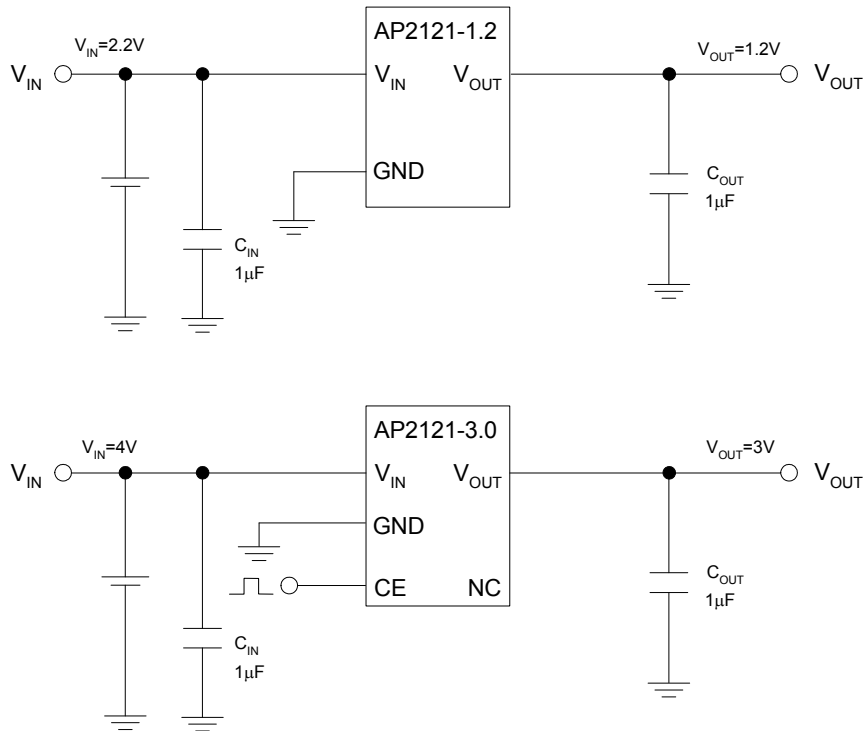 AP2121-1.2
V_IN=2.2V
V_OUT=1.2V
V_IN
V_IN
V_OUT
V_OUT
GND
C_OUT
1μF
C_IN
1μF
AP2121-3.0
V_IN=4V
V_OUT=3V
V_IN
V_IN
V_OUT
V_OUT
GND
CE
NC
C_OUT
1μF
C_IN
1μF